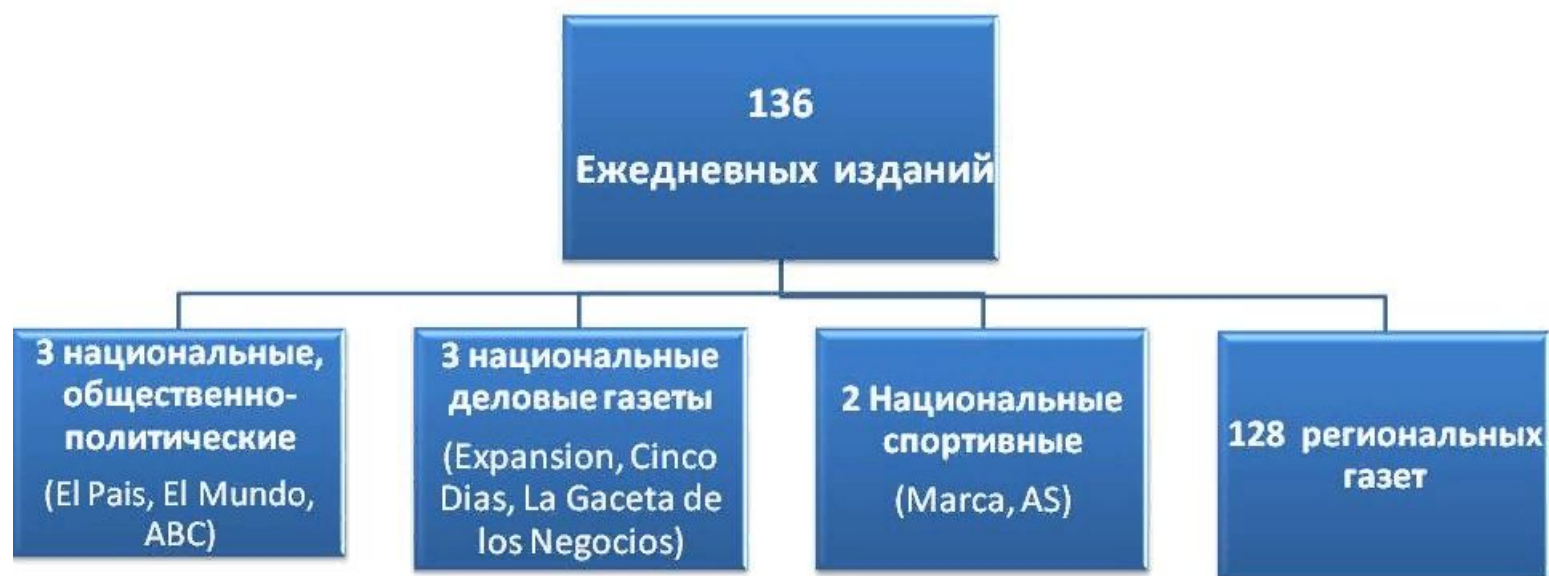 136
Ежедневных изданий
3 национальные,
общественно-
политические
(El Pais, El Mundo,
ABC)
3 национальные
деловые газеты
(Expansion, Cinco
Dias, La Gaceta de
los Negocios)
2 Национальные
спортивные
(Marca, AS)
128 региональных
газет